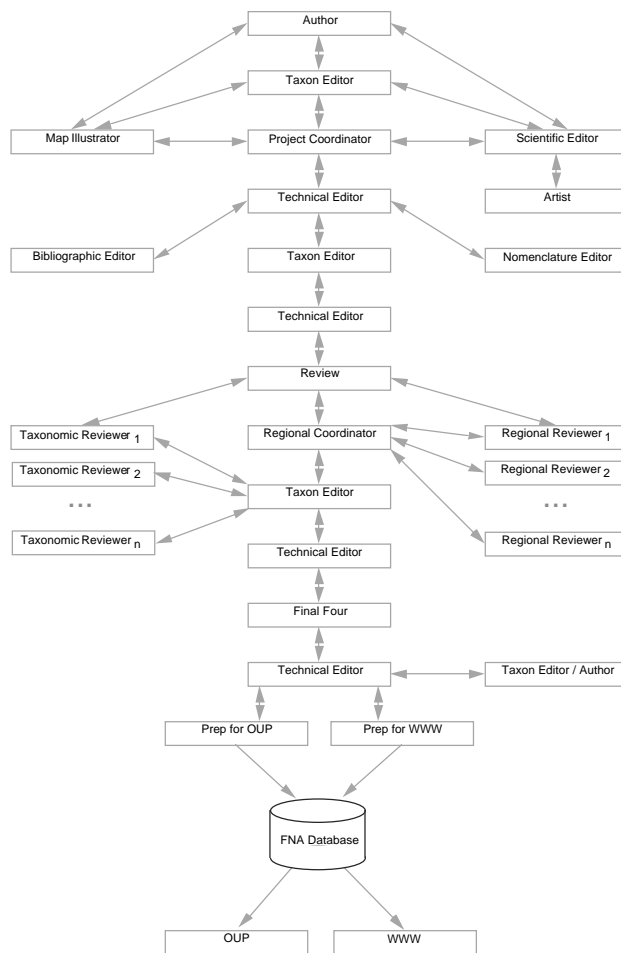 Author
Taxon Editor
Map Illustrator
Project Coordinator
Scientific Editor
Technical Editor
Artist
Bibliographic Editor
Taxon Editor
Nomenclature Editor
Technical Editor
Review
Taxonomic Reviewer 1
Regional Coordinator
Regional Reviewer 1
Taxonomic Reviewer 2
Regional Reviewer 2
Taxon Editor
...
...
Taxonomic Reviewer n
Regional Reviewer n
Technical Editor
Final Four
Technical Editor
Taxon Editor / Author
Prep for OUP
Prep for WWW
FNA Database
OUP
WWW